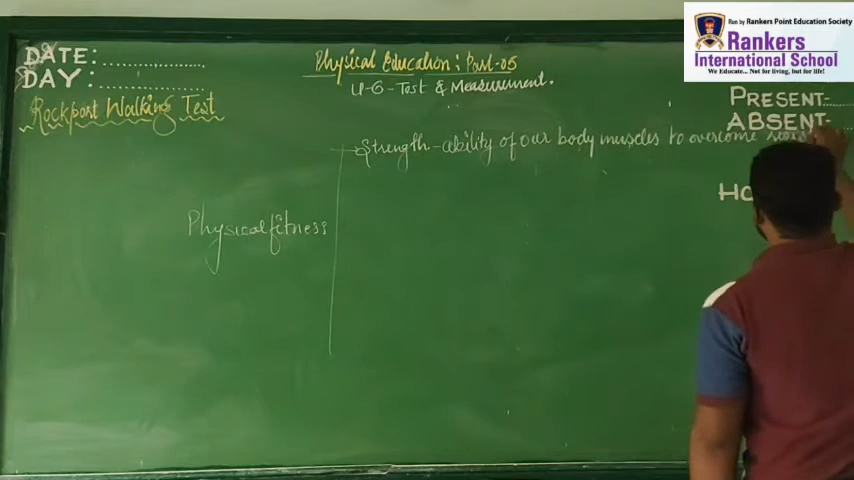 Run by Rankers Point Education Society
Rankers
International School
"We Educate... Not for living, but for life!
DATE:
DAY:
Physical Education: Part-05
U-6-Test & Measurement.
Rockport Walking Test
PRESENT-
ABSENT-
Strength-ability of our body muscles to overcome
Physical fitness